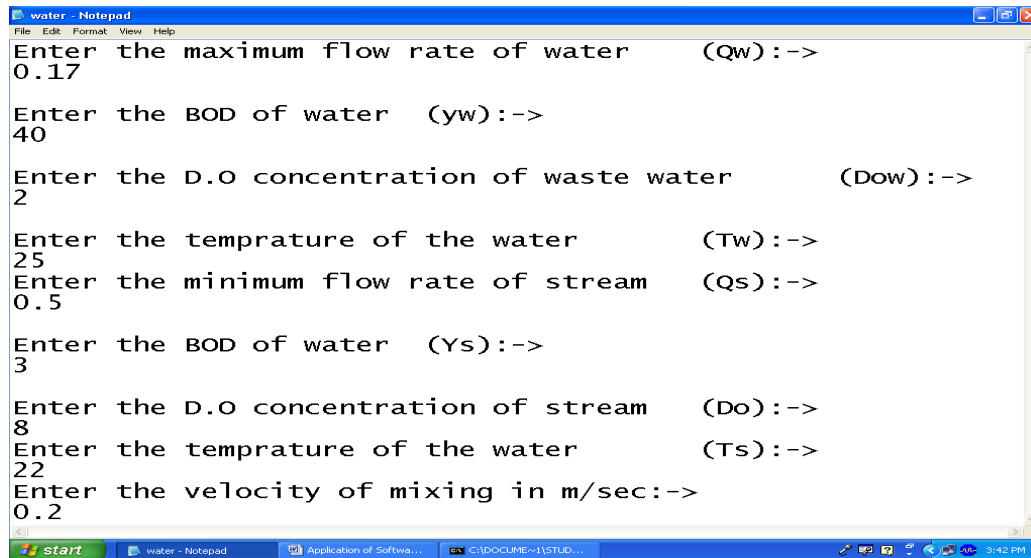 water - Notepad
File Edit Format View Help
Enter the maximum flow rate of water (Qw):->
0.17
Enter the BOD of water (yw):->
40
Enter the D.O concentration of waste water (Dow):->
2
Enter the temprature of the water (Tw):->
25
Enter the minimum flow rate of stream (Qs):->
0.5
Enter the BOD of water (Ys):->
3
Enter the D.O concentration of stream (Do):->
8
Enter the temprature of the water (Ts):->
22
Enter the velocity of mixing in m/sec:->
0.2
start water - Notepad Application of Softwa... C:\DOCUME~1\STUD... 3:42 PM